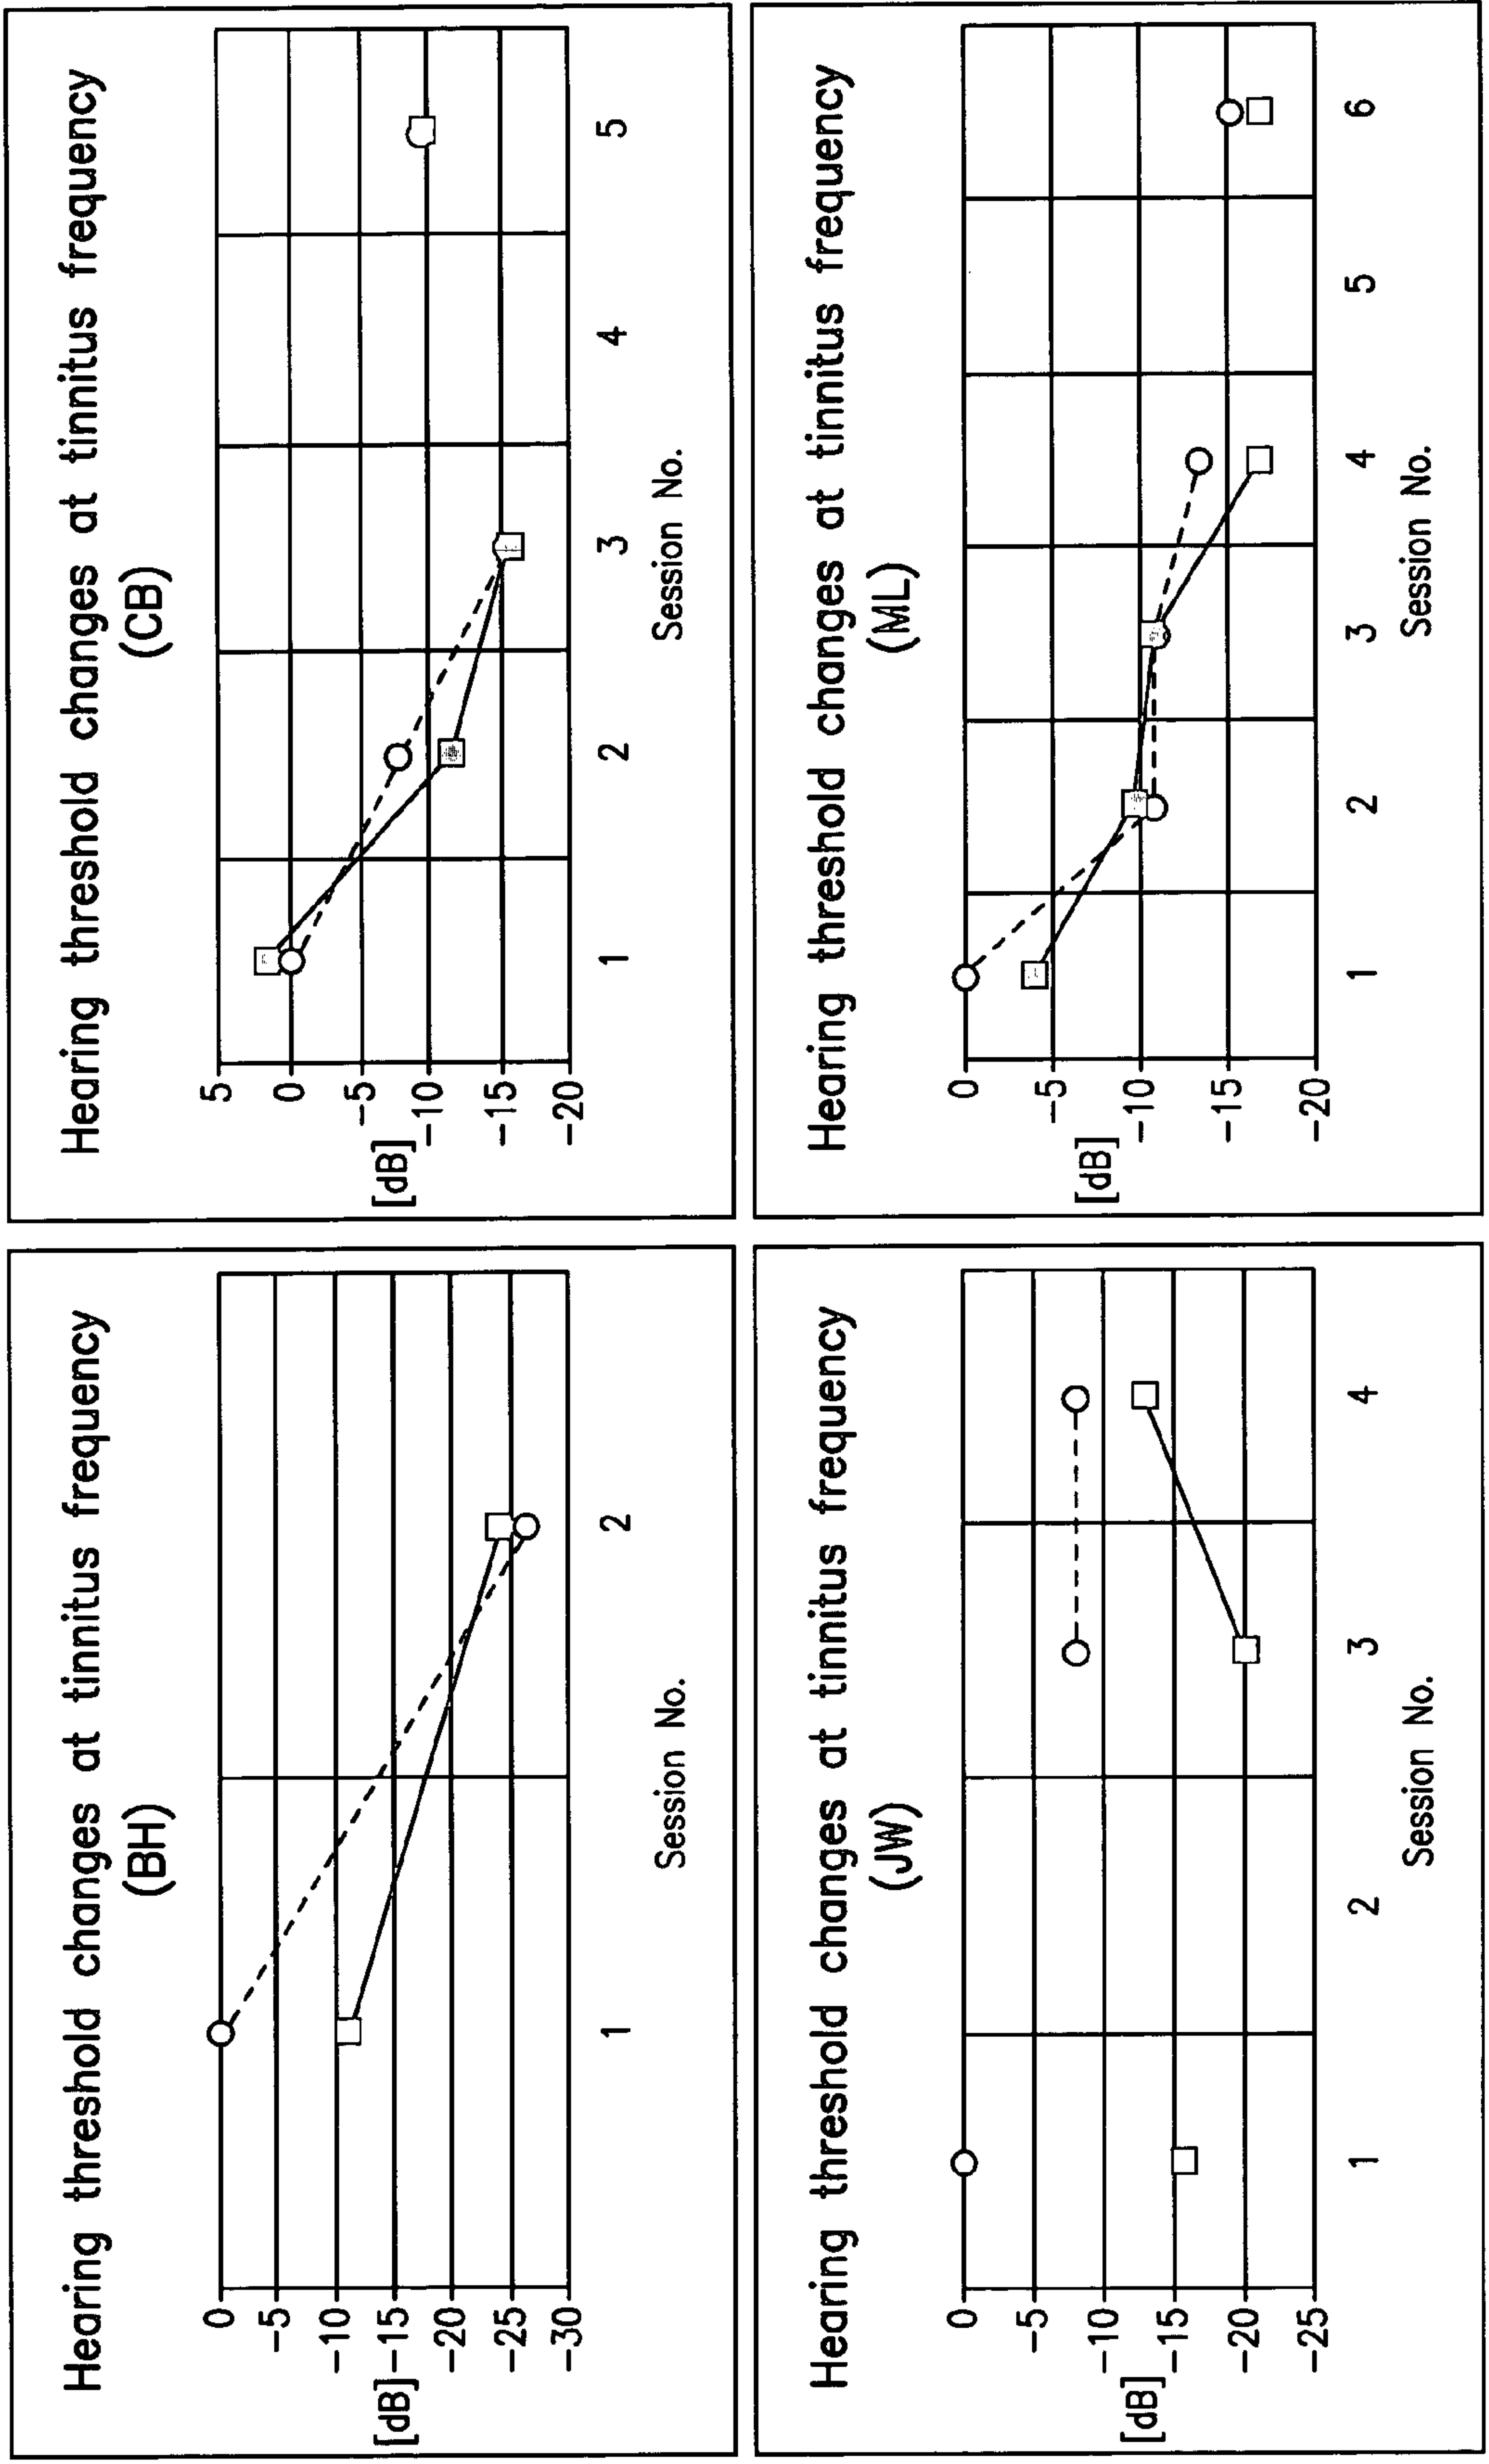 Hearing threshold changes at tinnitus frequency
(BH)
0
-5
-10
[dB]
-15
-20
-25
-30
1
2
Session No.
Hearing threshold changes at tinnitus frequency
(CB)
5
0
-5
[dB]
-10
-15
-20
1
2
3
4
5
Session No.
Hearing threshold changes at tinnitus frequency
(JW)
0
-5
-10
[dB]
-15
-20
-25
1
2
3
4
Session No.
Hearing threshold changes at tinnitus frequency
(ML)
0
-5
[dB]
-10
-15
-20
1
2
3
4
5
6
Session No.